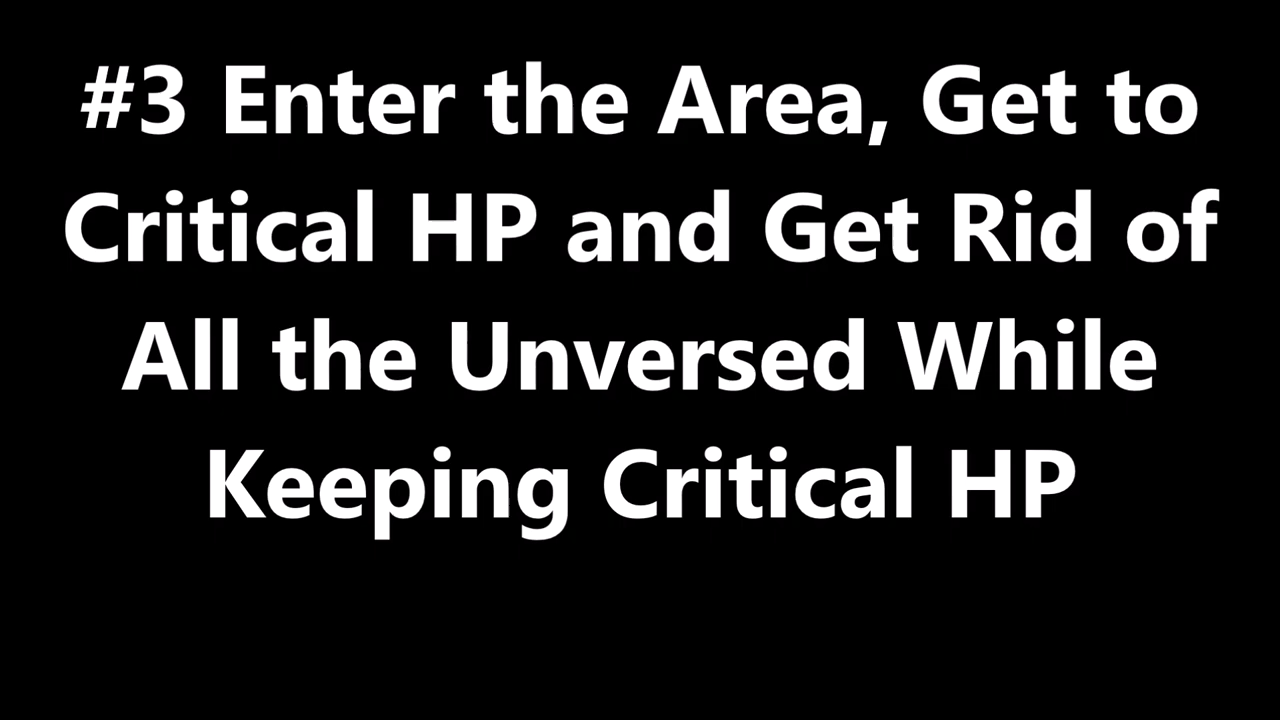 #3 Enter the Area, Get to
Critical HP and Get Rid of
All the Unversed While
Keeping Critical HP